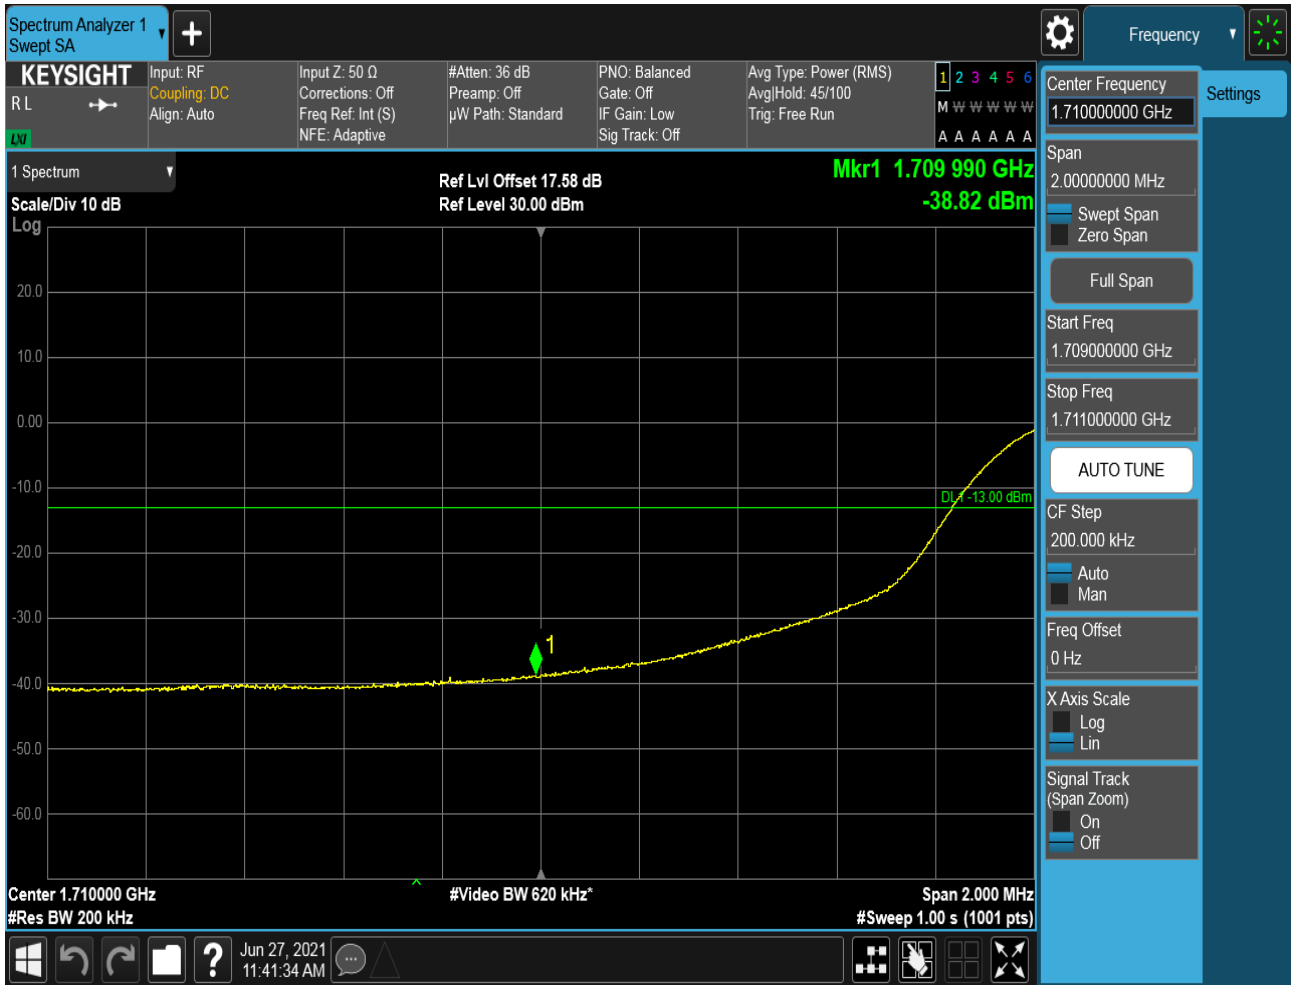 Spectrum Analyzer 1
Swept SA
Frequency
KEYSIGHT
R L
LXI
Input: RF
Coupling: DC
Align: Auto
Input Z: 50 Ω
Corrections: Off
Freq Ref: Int (S)
NFE: Adaptive
#Atten: 36 dB
Preamp: Off
µW Path: Standard
PNO: Balanced
Gate: Off
IF Gain: Low
Sig Track: Off
Avg Type: Power (RMS)
Avg|Hold: 45/100
Trig: Free Run
1 2 3 4 5 6
M W W W W W
A A A A A A
1 Spectrum
Scale/Div 10 dB
Log
Ref Lvl Offset 17.58 dB
Ref Level 30.00 dBm
Mkr1 1.709 990 GHz
-38.82 dBm
20.0
10.0
0.00
-10.0
DL1 -13.00 dBm
-20.0
-30.0
1
-40.0
-50.0
-60.0
Center 1.710000 GHz
#Res BW 200 kHz
#Video BW 620 kHz*
Span 2.000 MHz
#Sweep 1.00 s (1001 pts)
Jun 27, 2021
11:41:34 AM
Center Frequency
1.710000000 GHz
Settings
Span
2.00000000 MHz
Swept Span
Zero Span
Full Span
Start Freq
1.709000000 GHz
Stop Freq
1.711000000 GHz
AUTO TUNE
CF Step
200.000 kHz
Auto
Man
Freq Offset
0 Hz
X Axis Scale
Log
Lin
Signal Track
(Span Zoom)
On
Off